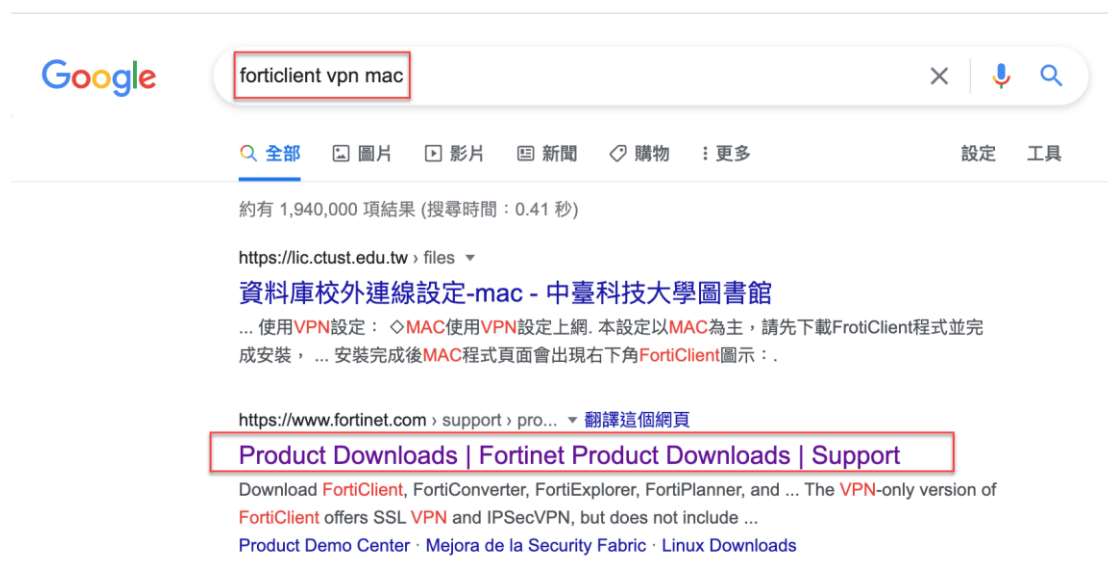 Google
forticlient vpn mac
全部 圖片 影片 新聞 購物 更多 設定 工具
約有 1,940,000 項結果 (搜尋時間：0.41 秒)
https://lic.ctust.edu.tw › files
資料庫校外連線設定-mac - 中臺科技大學圖書館
... 使用VPN設定： ◇MAC使用VPN設定上網. 本設定以MAC為主，請先下載FrotiClient程式並完
成安裝， ... 安裝完成後MAC程式頁面會出現右下角FortiClient圖示：.
https://www.fortinet.com › support › pro... 翻譯這個網頁
Product Downloads | Fortinet Product Downloads | Support
Download FortiClient, FortiConverter, FortiExplorer, FortiPlanner, and ... The VPN-only version of
FortiClient offers SSL VPN and IPSecVPN, but does not include ...
Product Demo Center · Mejora de la Security Fabric · Linux Downloads